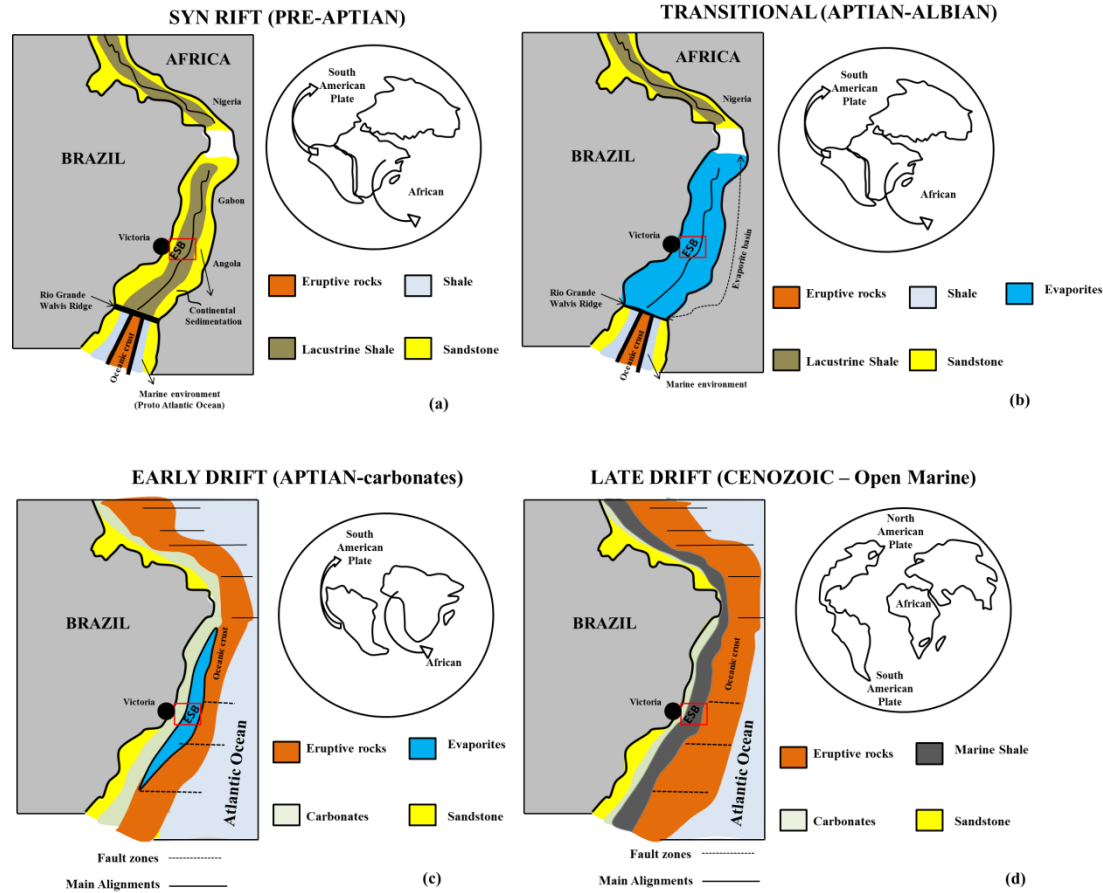 SYN RIFT (PRE-APTIAN)
AFRICA
Nigeria
BRAZIL
Gabon
Victoria
ESB
Angola
Rio Grande
Walvis Ridge
Continental
Sedimentation
Oceanic crust
Marine environment
(Proto Atlantic Ocean)
South
American
Plate
African
Eruptive rocks
Shale
Lacustrine Shale
Sandstone
(a)
TRANSITIONAL (APTIAN-ALBIAN)
AFRICA
Nigeria
BRAZIL
Gabon
Victoria
ESB
Angola
Evaporite basin
Rio Grande
Walvis Ridge
Oceanic crust
Marine environment
South
American
Plate
African
Eruptive rocks
Shale
Evaporites
Lacustrine Shale
Sandstone
(b)
EARLY DRIFT (APTIAN-carbonates)
BRAZIL
Oceanic crust
Victoria
ESB
Atlantic Ocean
South
American
Plate
African
Eruptive rocks
Evaporites
Carbonates
Sandstone
Fault zones
Main Alignments
(c)
LATE DRIFT (CENOZOIC – Open Marine)
BRAZIL
Oceanic crust
Victoria
ESB
Atlantic Ocean
North
American
Plate
African
South
American
Plate
Eruptive rocks
Marine Shale
Carbonates
Sandstone
Fault zones
Main Alignments
(d)